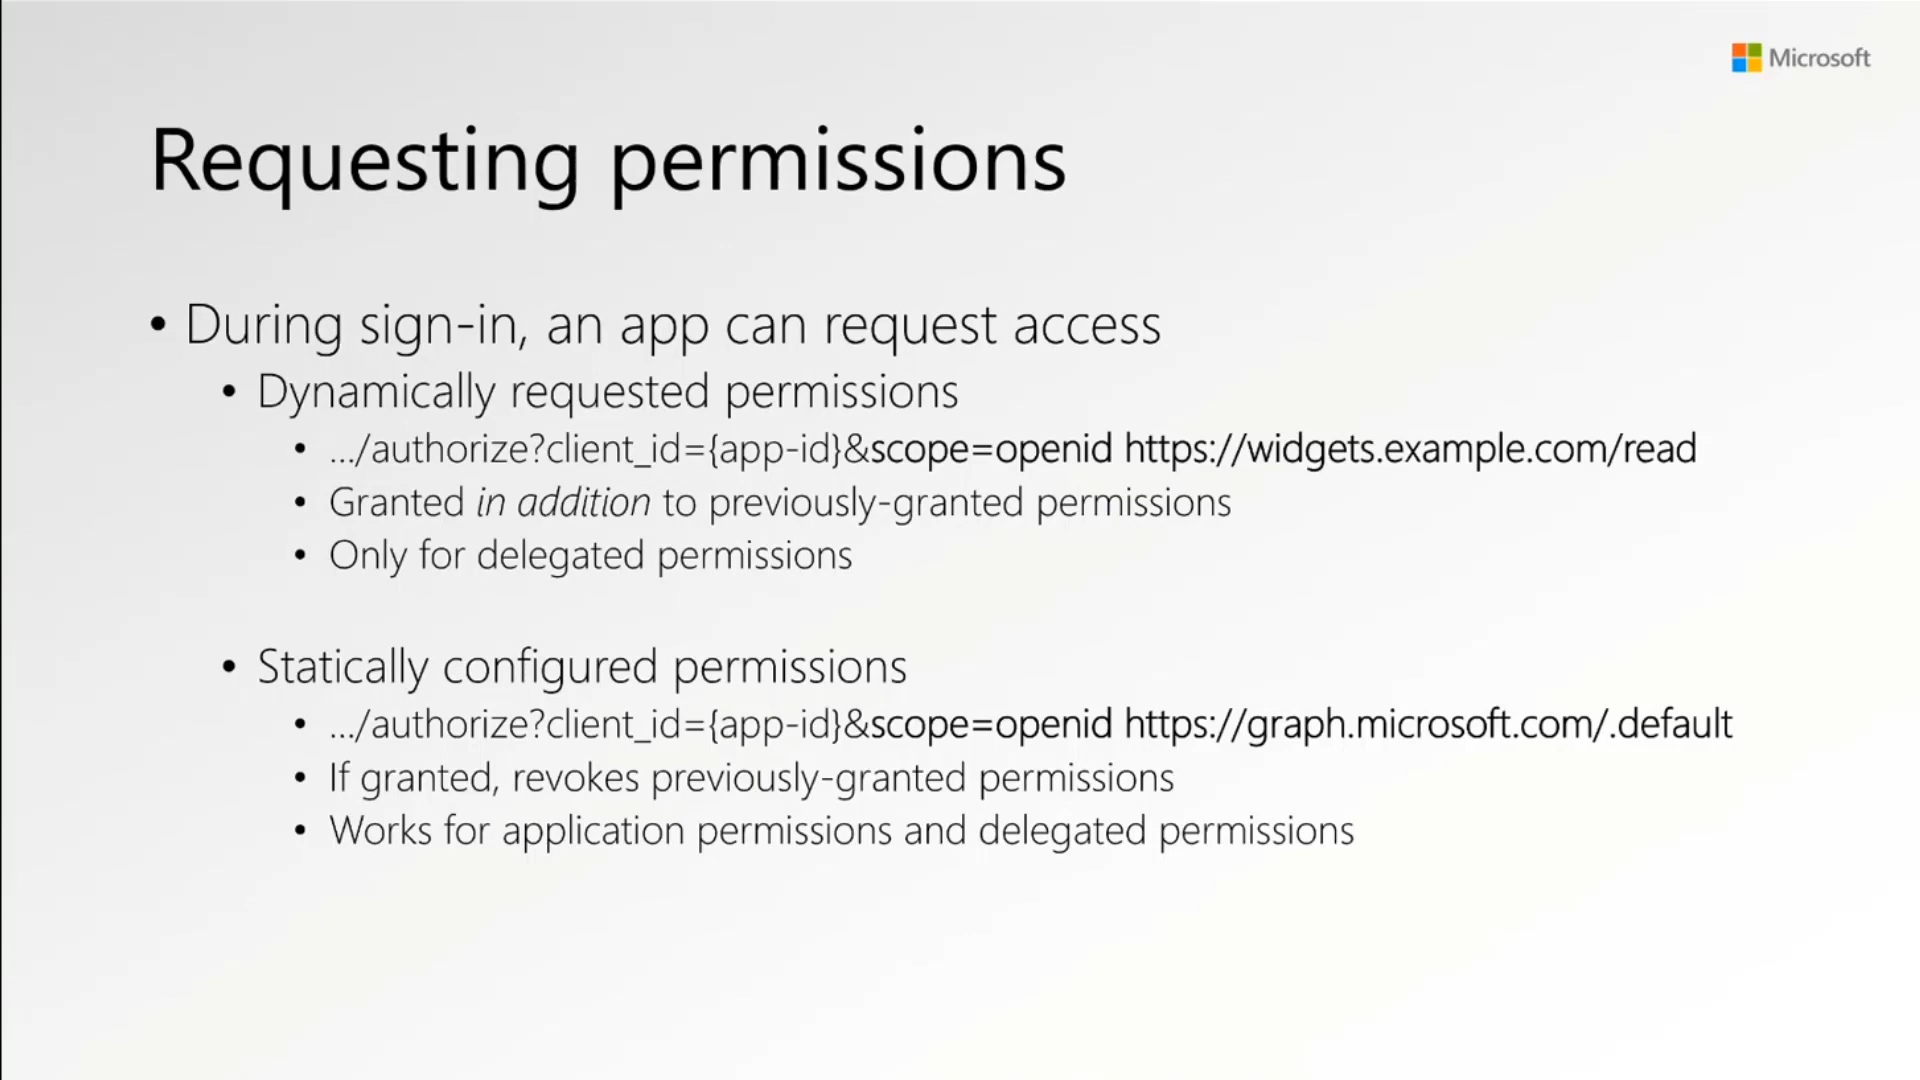 Microsoft
Requesting permissions
• During sign-in, an app can request access
• Dynamically requested permissions
• .../authorize?client_id={app-id}&scope=openid https://widgets.example.com/read
• Granted in addition to previously-granted permissions
• Only for delegated permissions
• Statically configured permissions
• .../authorize?client_id={app-id}&scope=openid https://graph.microsoft.com/.default
• If granted, revokes previously-granted permissions
• Works for application permissions and delegated permissions